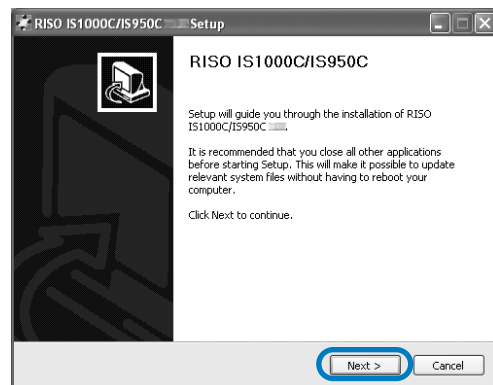 RISO IS1000C/IS950C Setup
RISO IS1000C/IS950C
Setup will guide you through the installation of RISO
IS1000C/IS950C .
It is recommended that you close all other applications
before starting Setup. This will make it possible to update
relevant system files without having to reboot your
computer.
Click Next to continue.
Next > Cancel